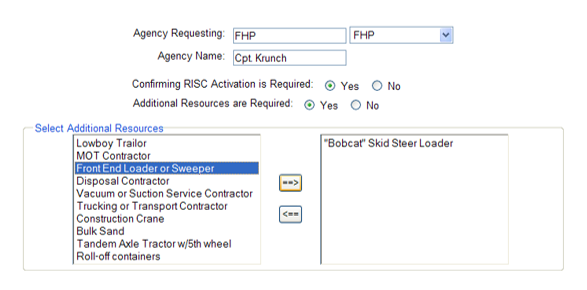 Agency Requesting: FHP FHP
Agency Name: Cpt. Krunch
Confirming RISC Activation is Required: Yes No
Additional Resources are Required: Yes No
Select Additional Resources
Lowboy Trailor "Bobcat" Skid Steer Loader
MOT Contractor
Front End Loader or Sweeper
Disposal Contractor
==>
Vacuum or Suction Service Contractor
Trucking or Transport Contractor
Construction Crane
<==
Bulk Sand
Tandem Axle Tractor w/5th wheel
Roll-off containers